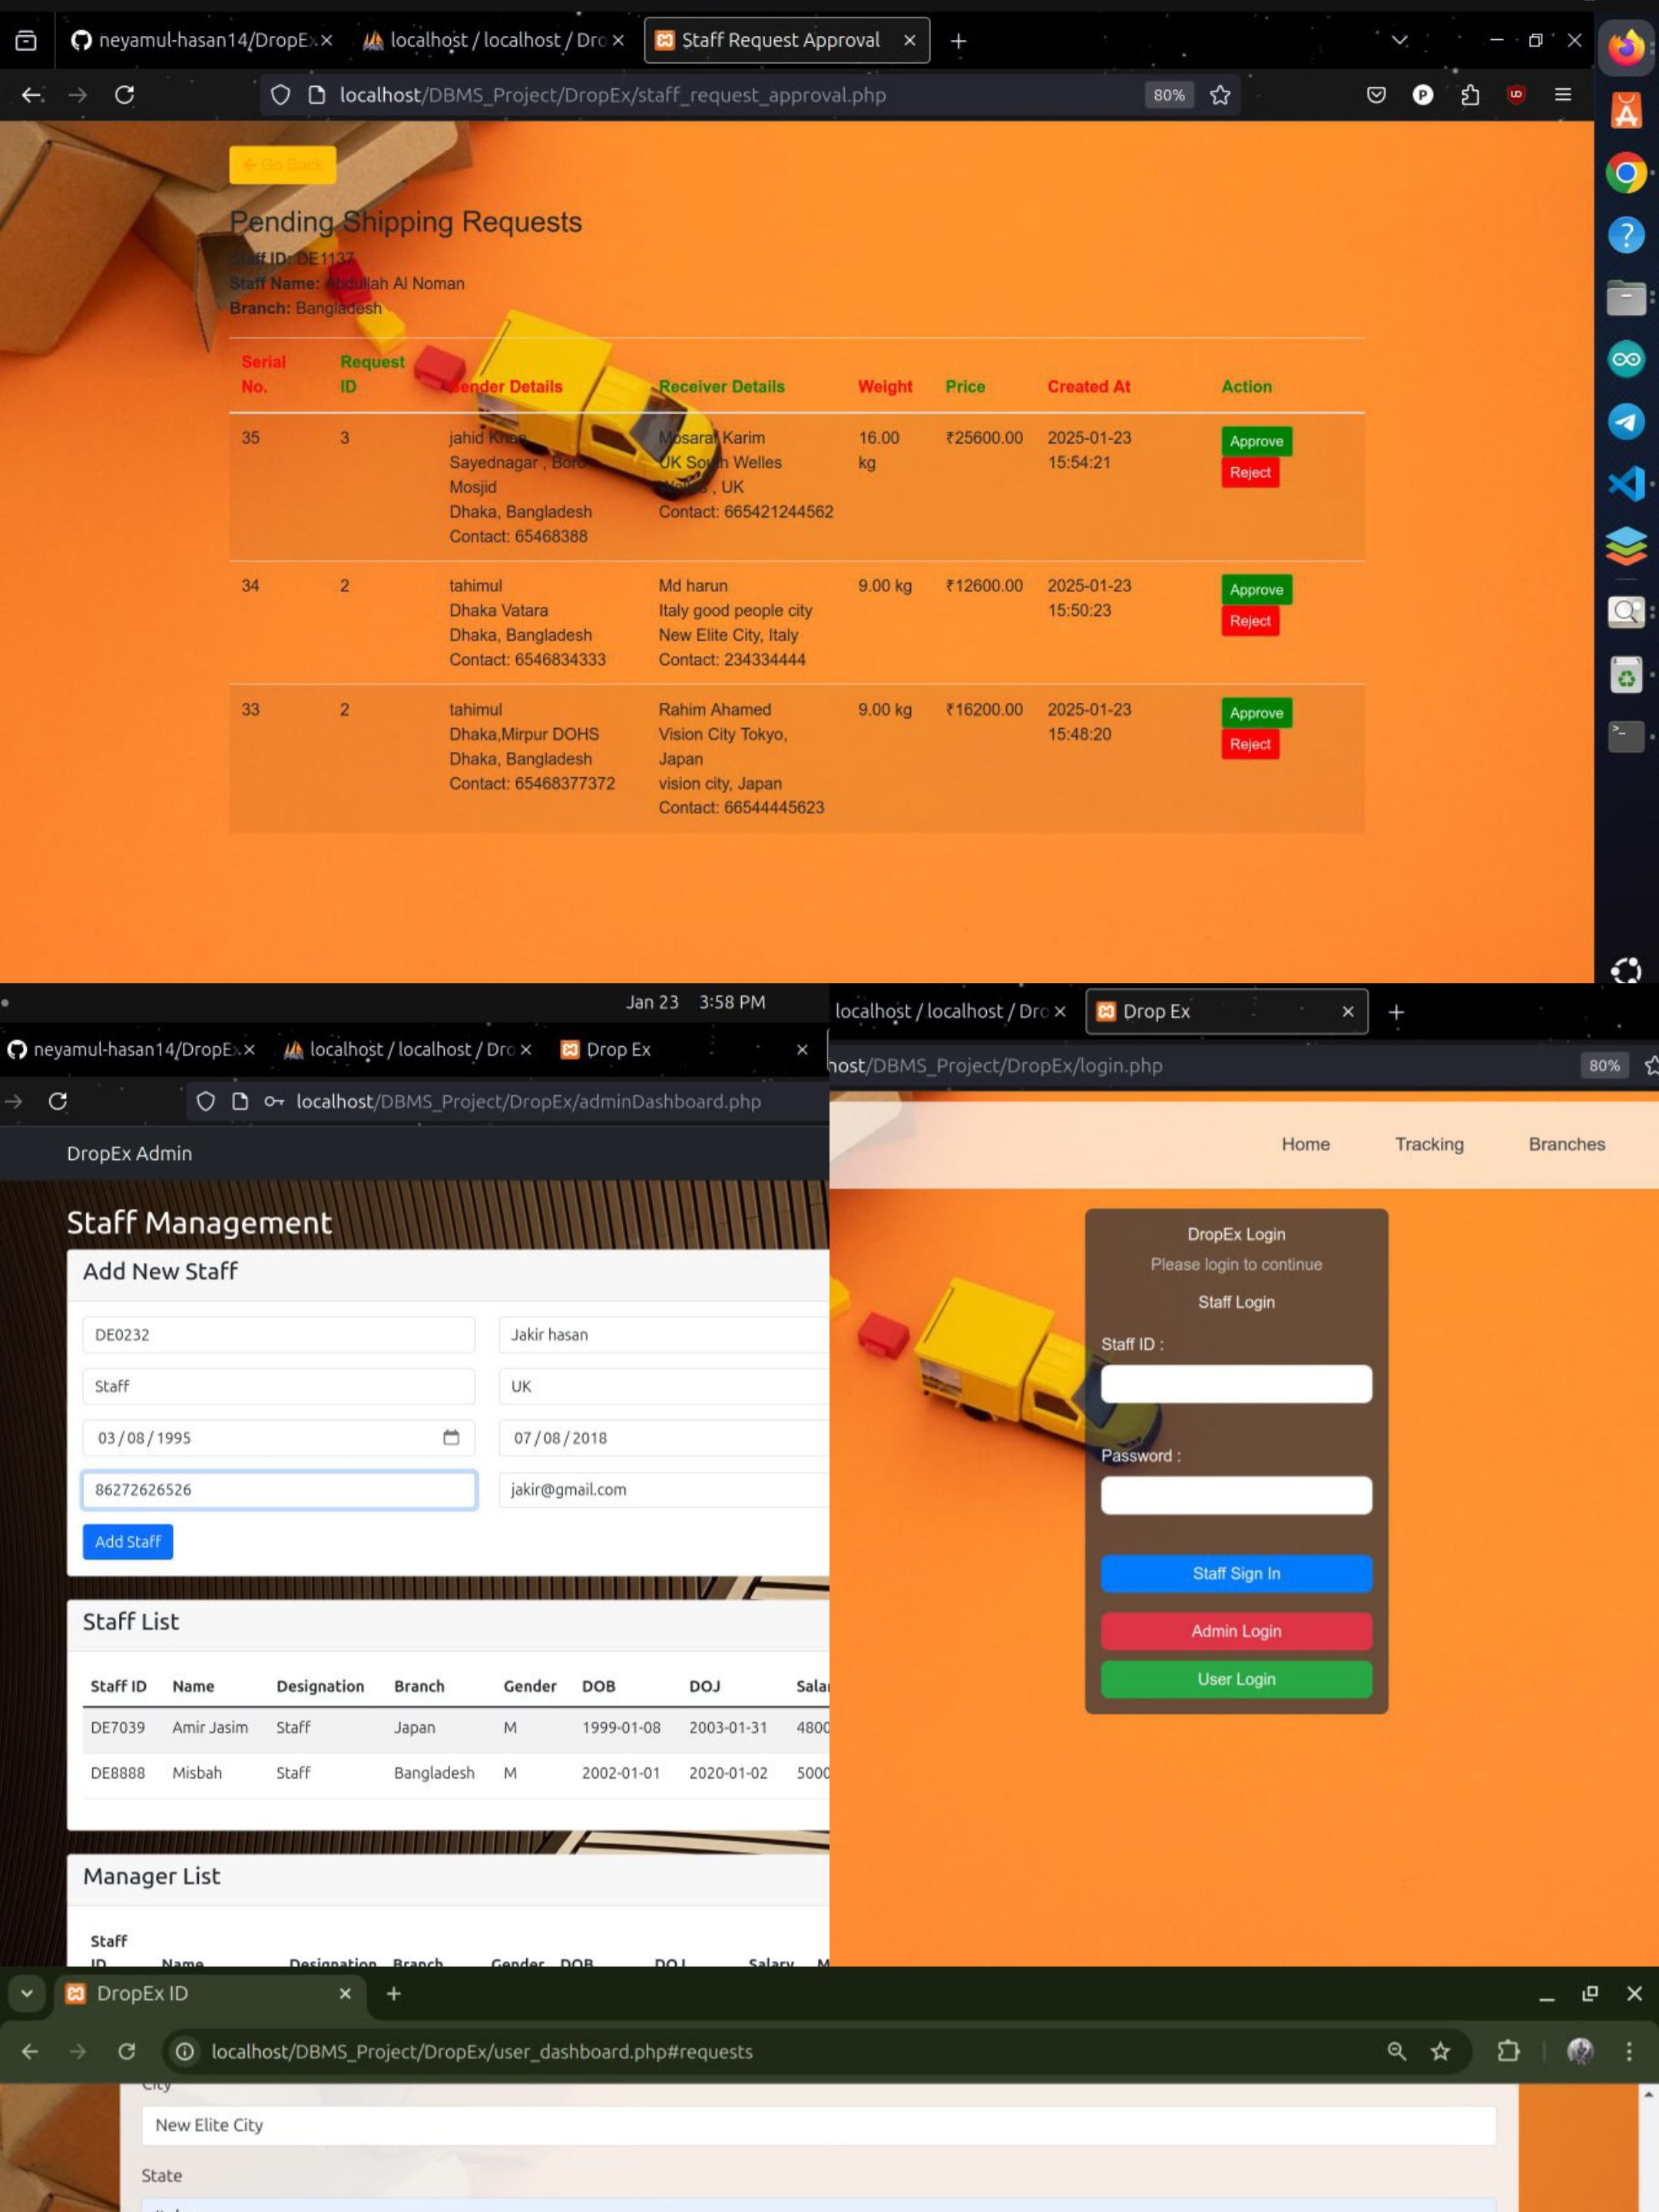 neyamul-hasan14/DropEx
localhost / localhost / Dro
Staff Request Approval
localhost/DBMS_Project/DropEx/staff_request_approval.php
80%
Go Back
Pending Shipping Requests
Staff ID: DE1137
Staff Name: Abdullah Al Noman
Branch: Bangladesh
Serial No. Request ID Sender Details Receiver Details Weight Price Created At Action
35 3 jahid Khan Mosaraf Karim 16.00 ₹25600.00 2025-01-23 Approve
Sayednagar , Boro UK South Welles kg 15:54:21 Reject
Mosjid Welles , UK
Dhaka, Bangladesh Contact: 665421244562
Contact: 65468388
34 2 tahimul Md harun 9.00 kg ₹12600.00 2025-01-23 Approve
Dhaka Vatara Italy good people city 15:50:23 Reject
Dhaka, Bangladesh New Elite City, Italy
Contact: 6546834333 Contact: 234334444
33 2 tahimul Rahim Ahamed 9.00 kg ₹16200.00 2025-01-23 Approve
Dhaka,Mirpur DOHS Vision City Tokyo, 15:48:20 Reject
Dhaka, Bangladesh Japan
Contact: 65468377372 vision city, Japan
Contact: 66544445623
Jan 23 3:58 PM
neyamul-hasan14/DropEx
localhost / localhost / Dro
Drop Ex
localhost/DBMS_Project/DropEx/adminDashboard.php
DropEx Admin
Staff Management
Add New Staff
DE0232 Jakir hasan
Staff UK
03/08/1995 07/08/2018
86272626526 jakir@gmail.com
Add Staff
Staff List
Staff ID Name Designation Branch Gender DOB DOJ Salar
DE7039 Amir Jasim Staff Japan M 1999-01-08 2003-01-31 4800
DE8888 Misbah Staff Bangladesh M 2002-01-01 2020-01-02 5000
Manager List
Staff
ID Name Designation Branch Gender DOB DOJ Salary M
localhost / localhost / Dro
Drop Ex
host/DBMS_Project/DropEx/login.php
80%
Home Tracking Branches
DropEx Login
Please login to continue
Staff Login
Staff ID :
Password :
Staff Sign In
Admin Login
User Login
DropEx ID
localhost/DBMS_Project/DropEx/user_dashboard.php#requests
City
New Elite City
State